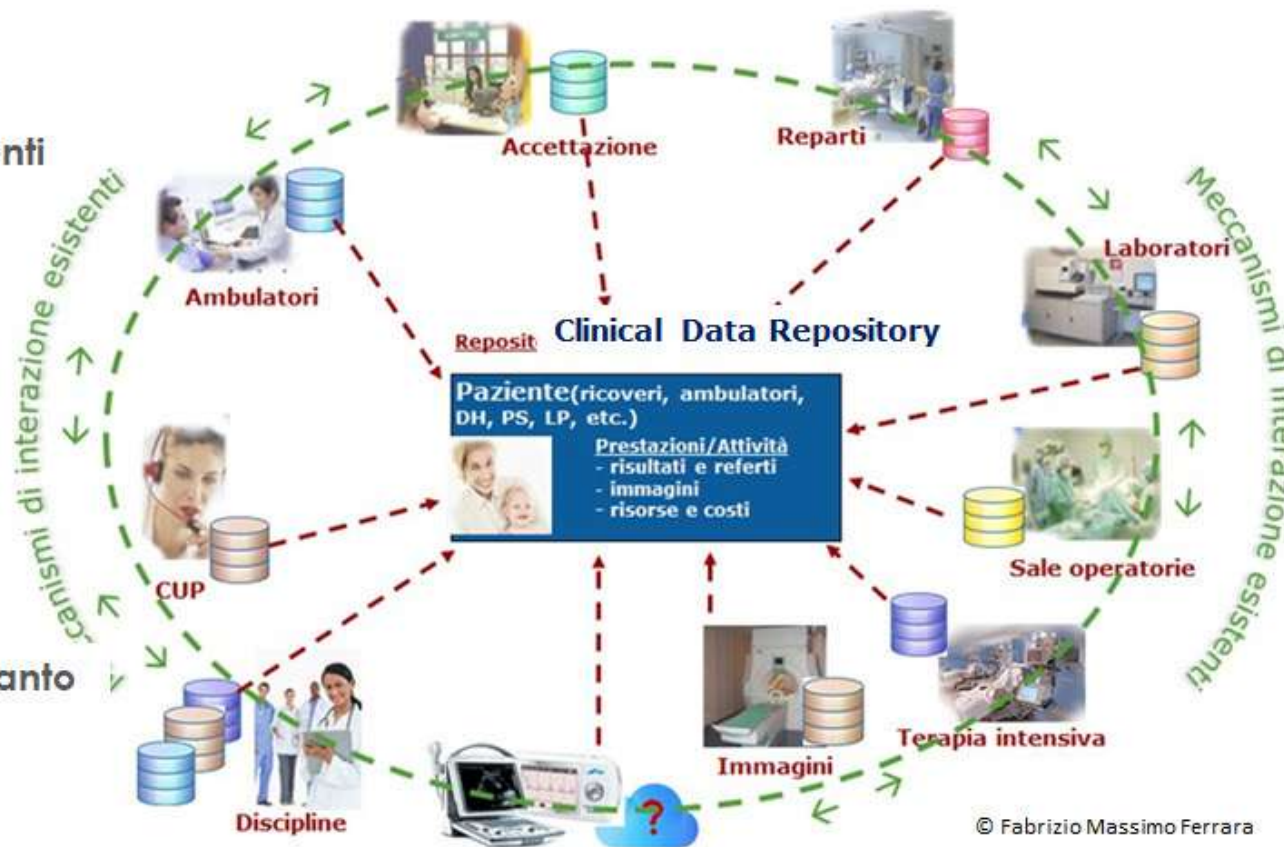 Accettazione
Reparti
enti
Meccanismi di interazione esistenti
Laboratori
Ambulatori
Clinical Data Repository
Reposit
Paziente(ricoveri, ambulatori,
DH, PS, LP, etc.)
Prestazioni/Attività
- risultati e referti
- immagini
- risorse e costi
canismi di interazione esistenti
CUP
Sale operatorie
anto
Terapia intensiva
Immagini
?
Discipline
© Fabrizio Massimo Ferrara